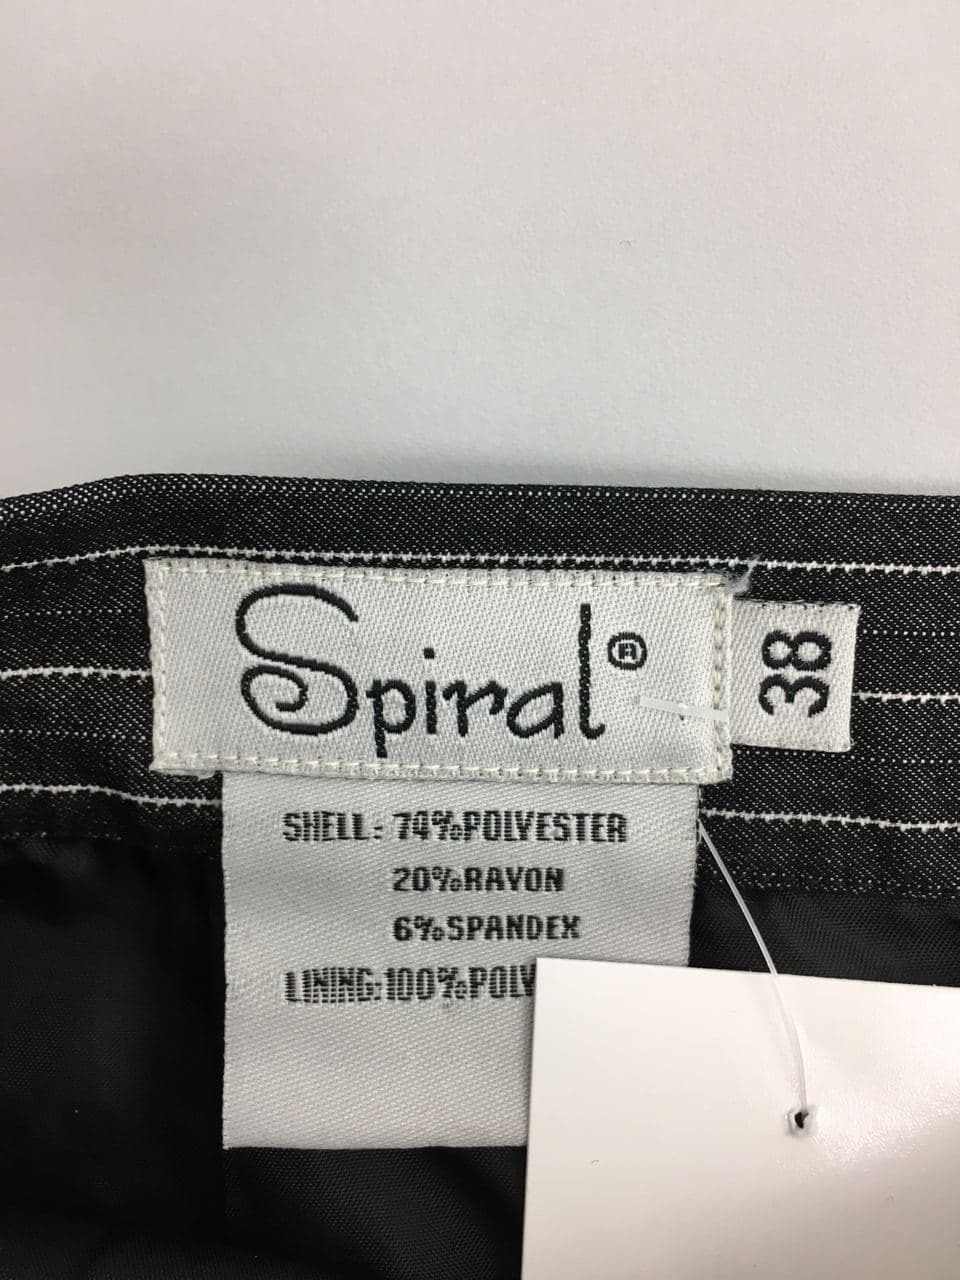 Spiral®
38
SHELL: 74%POLYESTER
20%RAYON
6%SPANDEX
LINING:100%POLY